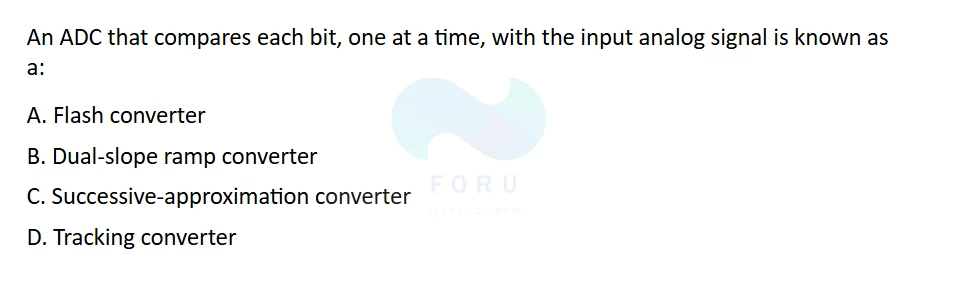 An ADC that compares each bit, one at a time, with the input analog signal is known as
a:
A. Flash converter
B. Dual-slope ramp converter
C. Successive-approximation converter
FORU
D. Tracking converter